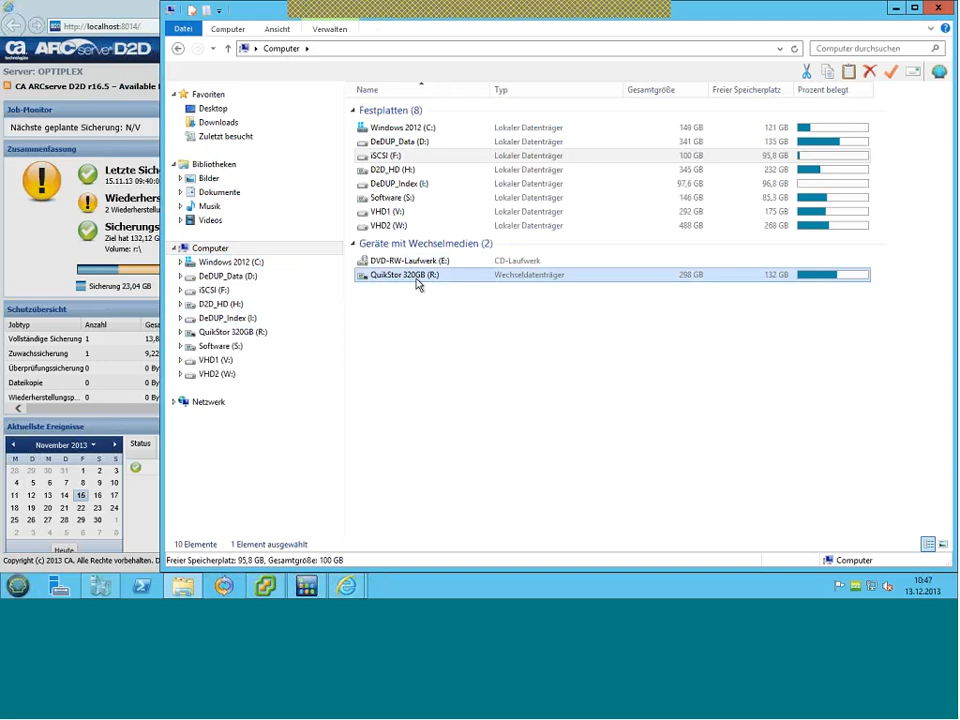 http://localhost:8014/
ca technologies ARCserve D2D
Server: OPTIPLEX
CA ARCserve D2D r16.5 – Available
Job-Monitor
Nächste geplante Sicherung: N/V
Zusammenfassung
Letzte Sic
15.11.13 09:40:0
Wiederhers
2 Wiederherstell
Sicherungs
Ziel hat 132,12 G
Volume: r:\
Sicherung 23,04 GB
Schutzübersicht
Jobtyp Anzahl Gesa
Vollständige Sicherung 1 13,8
Zuwachssicherung 1 9,22
Überprüfungssicherung 0 0 By
Dateikopie 0 0 By
Wiederherstellungsp... 0 0 By
Aktuellste Ereignisse
November 2013 Status
M D M D F S S
28 29 30 31 1 2 3
4 5 6 7 8 9 10
11 12 13 14 15 16 17
18 19 20 21 22 23 24
25 26 27 28 29 30 1
2 3 4 5 6 7 8
Heute
Copyright (c) 2013 CA. Alle Rechte vorbehalten. D
Datei Computer Ansicht Verwalten
Computer
Computer durchsuchen
Favoriten
Desktop
Downloads
Zuletzt besucht
Bibliotheken
Bilder
Dokumente
Musik
Videos
Computer
Windows 2012 (C:)
DeDUP_Data (D:)
iSCSI (F:)
D2D_HD (H:)
DeDUP_Index (I:)
QuikStor 320GB (R:)
Software (S:)
VHD1 (V:)
VHD2 (W:)
Netzwerk
Name Typ Gesamtgröße Freier Speicherplatz Prozent belegt
Festplatten (8)
Windows 2012 (C:) Lokaler Datenträger 149 GB 121 GB
DeDUP_Data (D:) Lokaler Datenträger 341 GB 135 GB
iSCSI (F:) Lokaler Datenträger 100 GB 95,8 GB
D2D_HD (H:) Lokaler Datenträger 345 GB 232 GB
DeDUP_Index (I:) Lokaler Datenträger 97,6 GB 96,8 GB
Software (S:) Lokaler Datenträger 146 GB 85,3 GB
VHD1 (V:) Lokaler Datenträger 292 GB 175 GB
VHD2 (W:) Lokaler Datenträger 488 GB 268 GB
Geräte mit Wechselmedien (2)
DVD-RW-Laufwerk (E:) CD-Laufwerk
QuikStor 320GB (R:) Wechseldatenträger 298 GB 132 GB
10 Elemente 1 Element ausgewählt
Freier Speicherplatz: 95,8 GB, Gesamtgröße: 100 GB Computer
10:47
13.12.2013